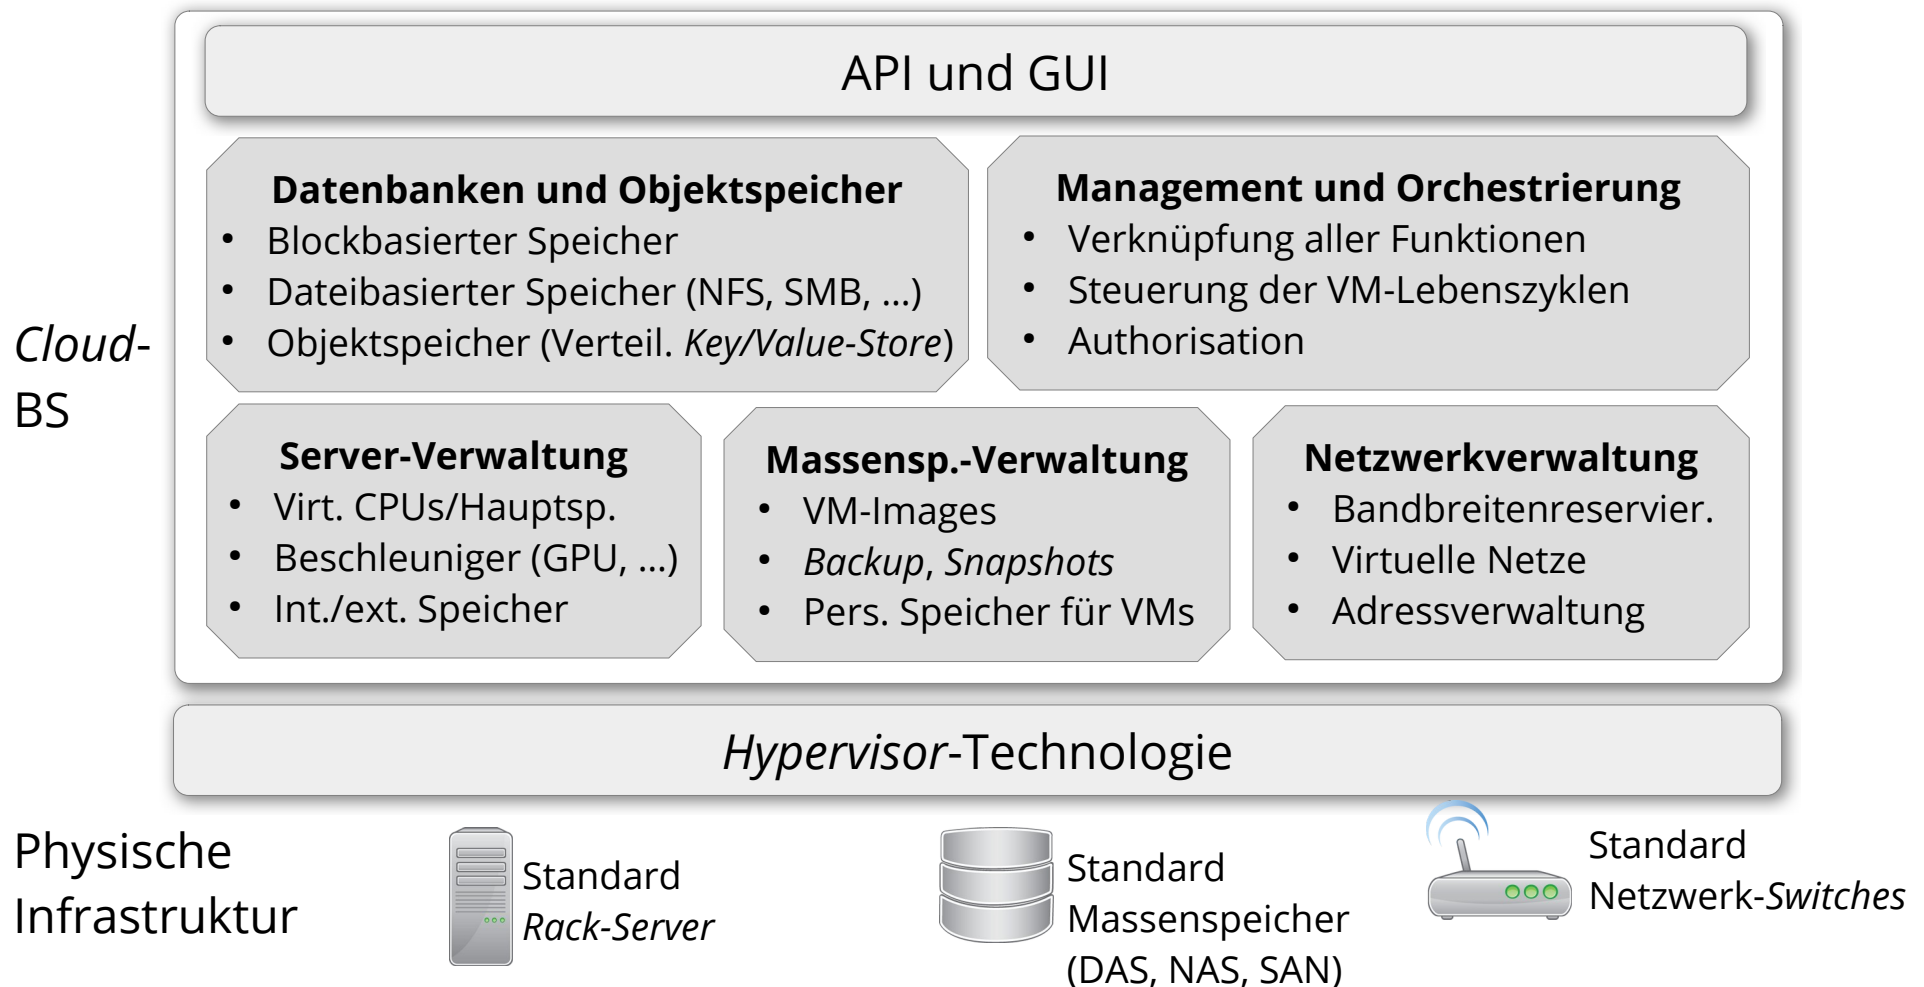 API und GUI
Datenbanken und Objektspeicher
• Blockbasierter Speicher
• Dateibasierter Speicher (NFS, SMB, ...)
• Objektspeicher (Verteil. Key/Value-Store)
Management und Orchestrierung
• Verknüpfung aller Funktionen
• Steuerung der VM-Lebenszyklen
• Authorisation
Cloud-
BS
Server-Verwaltung
• Virt. CPUs/Hauptsp.
• Beschleuniger (GPU, ...)
• Int./ext. Speicher
Massensp.-Verwaltung
• VM-Images
• Backup, Snapshots
• Pers. Speicher für VMs
Netzwerkverwaltung
• Bandbreitenreservier.
• Virtuelle Netze
• Adressverwaltung
Hypervisor-Technologie
Physische
Infrastruktur
Standard
Rack-Server
Standard
Massenspeicher
(DAS, NAS, SAN)
Standard
Netzwerk-Switches